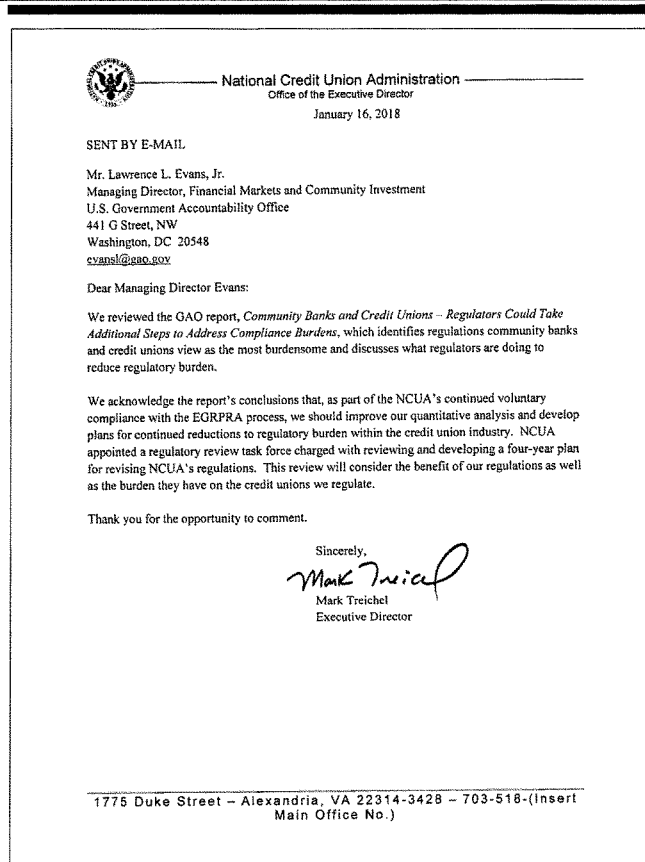 National Credit Union Administration
Office of the Executive Director
January 16, 2018
SENT BY E-MAIL
Mr. Lawrence L. Evans, Jr.
Managing Director, Financial Markets and Community Investment
U.S. Government Accountability Office
441 G Street, NW
Washington, DC 20548
evansl@gao.gov
Dear Managing Director Evans:
We reviewed the GAO report, Community Banks and Credit Unions – Regulators Could Take
Additional Steps to Address Compliance Burdens, which identifies regulations community banks
and credit unions view as the most burdensome and discusses what regulators are doing to
reduce regulatory burden.
We acknowledge the report's conclusions that, as part of the NCUA's continued voluntary
compliance with the EGRPRA process, we should improve our quantitative analysis and develop
plans for continued reductions to regulatory burden within the credit union industry. NCUA
appointed a regulatory review task force charged with reviewing and developing a four-year plan
for revising NCUA's regulations. This review will consider the benefit of our regulations as well
as the burden they have on the credit unions we regulate.
Thank you for the opportunity to comment.
Sincerely,
Mark Treichel
Mark Treichel
Executive Director
1775 Duke Street – Alexandria, VA 22314-3428 – 703-518-(Insert
Main Office No.)